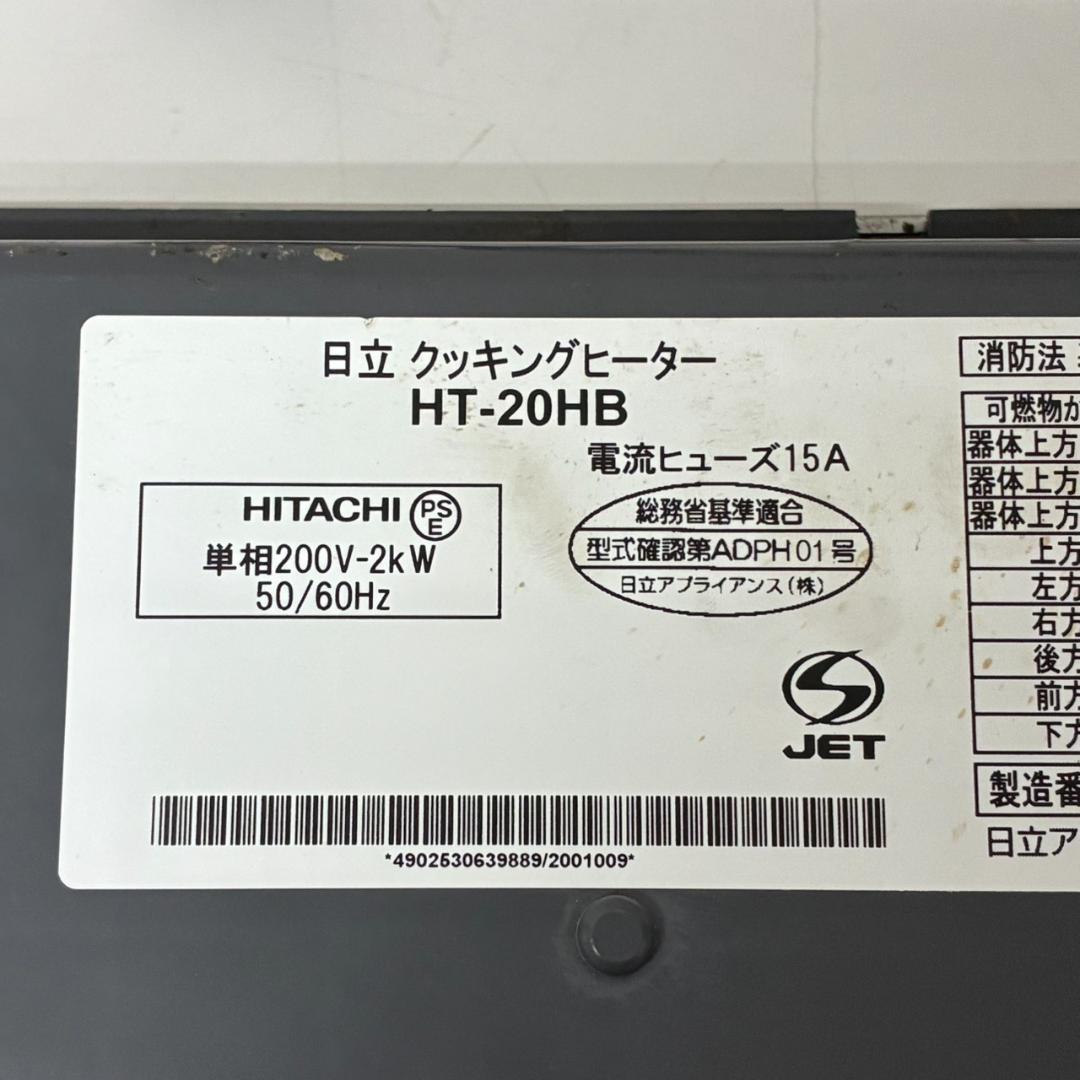 日立 クッキングヒーター
HT-20HB
電流ヒューズ15A
HITACHI PSE
単相200V-2kW
50/60Hz
総務省基準適合
型式確認第ADPH01号
日立アプライアンス(株)
JET
*4902530639889/2001009*
消防法
可燃物か
器体上方
器体上方
器体上方
上方
左方
右方
後方
前方
下方
製造番
日立ア